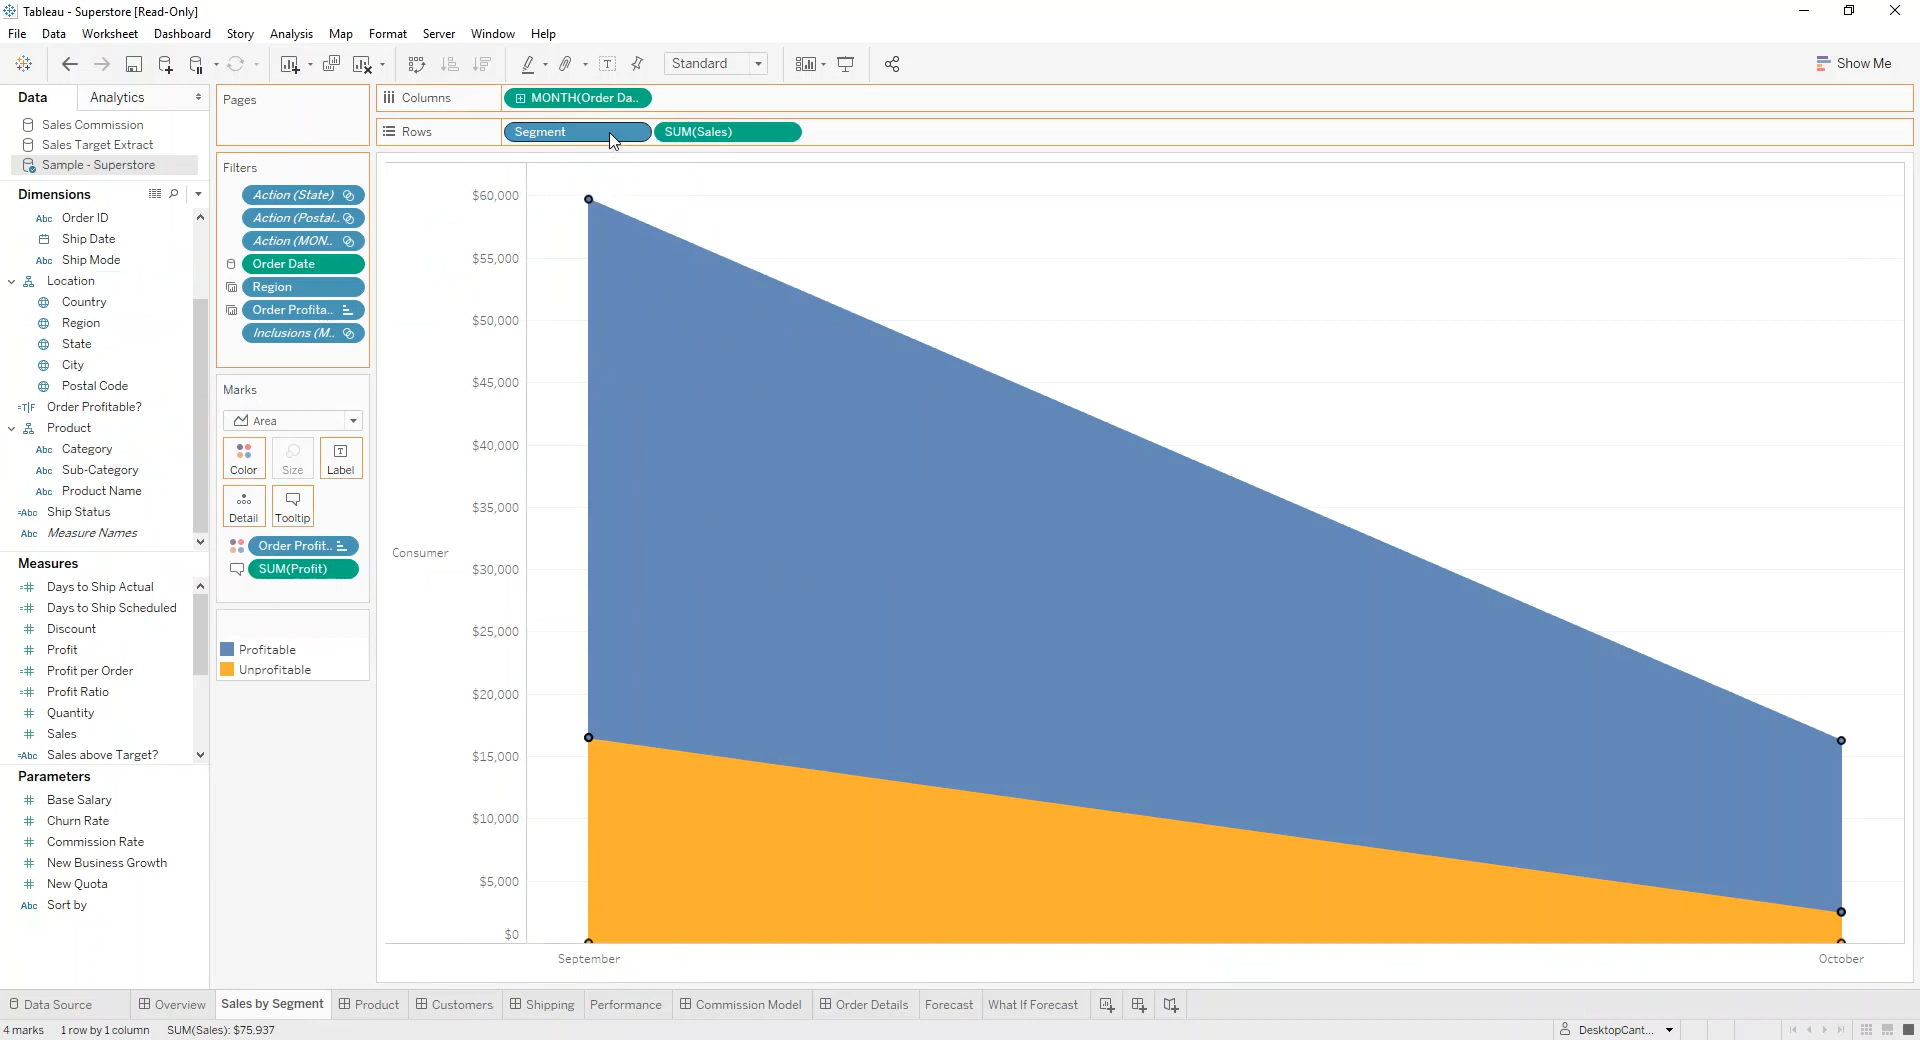 Tableau - Superstore [Read-Only]
File Data Worksheet Dashboard Story Analysis Map Format Server Window Help
Standard
Show Me
Data Analytics
Sales Commission
Sales Target Extract
Sample - Superstore
Dimensions
Order ID
Ship Date
Ship Mode
Location
Country
Region
State
City
Postal Code
=T|F Order Profitable?
Product
Abc Category
Abc Sub-Category
Abc Product Name
=Abc Ship Status
Abc Measure Names
Measures
Days to Ship Actual
Days to Ship Scheduled
Discount
Profit
Profit per Order
Profit Ratio
Quantity
Sales
=Abc Sales above Target?
Parameters
Base Salary
Churn Rate
Commission Rate
New Business Growth
New Quota
Abc Sort by
Pages
Filters
Action (State)
Action (Postal..
Action (MON..
Order Date
Region
Order Profita..
Inclusions (M..
Marks
Area
Color Size Label
Detail Tooltip
Order Profit..
SUM(Profit)
Profitable
Unprofitable
Columns MONTH(Order Da..
Rows Segment SUM(Sales)
$60,000
$55,000
$50,000
$45,000
$40,000
$35,000
$30,000
Consumer
$25,000
$20,000
$15,000
$10,000
$5,000
$0
September October
Data Source Overview Sales by Segment Product Customers Shipping Performance Commission Model Order Details Forecast What If Forecast
4 marks 1 row by 1 column SUM(Sales): $75,937
DesktopCant...